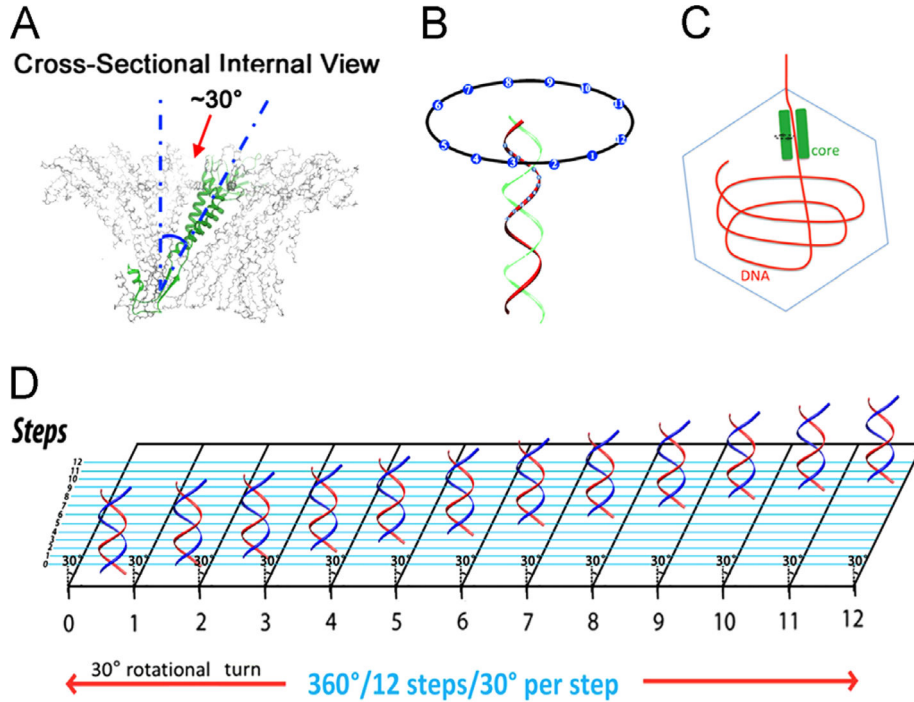 A
Cross-Sectional Internal View
~30°
B
8
9
7
10
6
11
5
12
4
3
2
1
C
core
DNA
D
Steps
12
11
10
9
8
7
6
5
4
3
2
1
0
30° 30° 30° 30° 30° 30° 30° 30° 30° 30° 30° 30°
0 1 2 3 4 5 6 7 8 9 10 11 12
30° rotational turn
360°/12 steps/30° per step